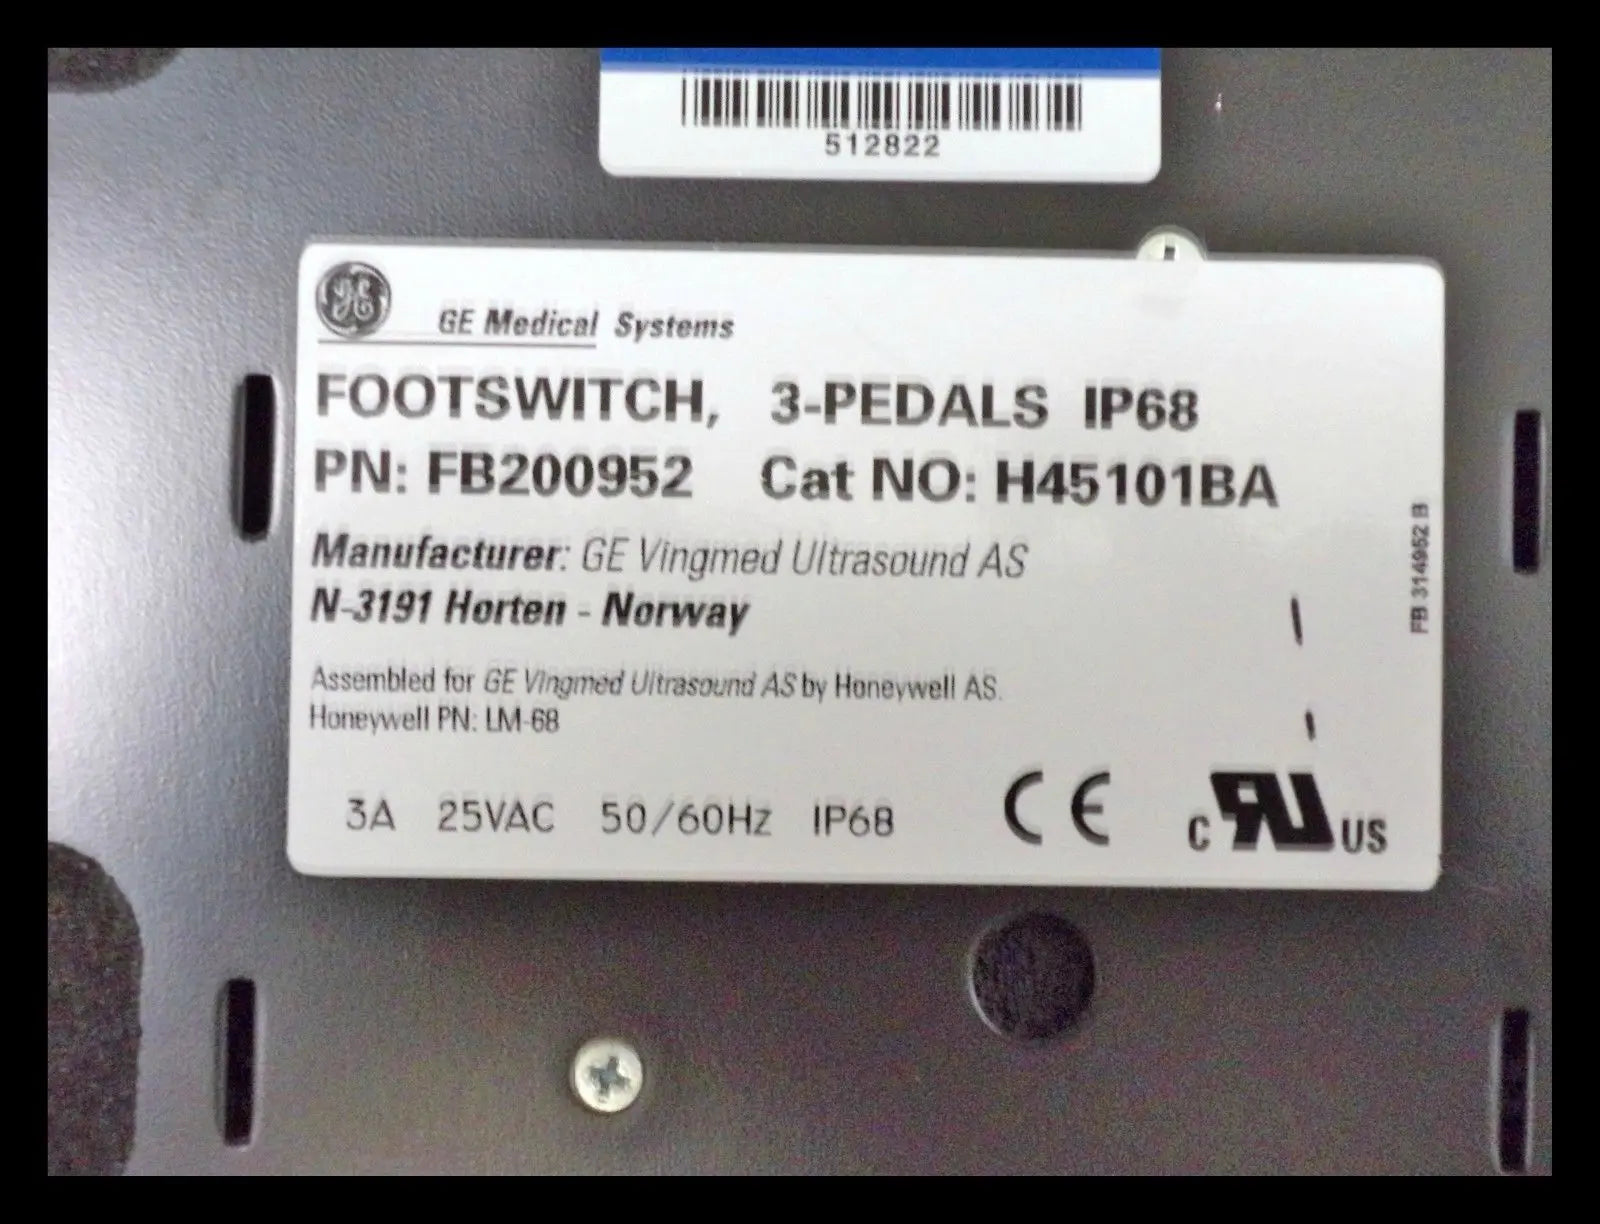 512822
GE
GE Medical Systems
FOOTSWITCH, 3-PEDALS IP68
PN: FB200952 Cat NO: H45101BA
Manufacturer: GE Vingmed Ultrasound AS
N-3191 Horten - Norway
Assembled for GE Vingmed Ultrasound AS by Honeywell AS.
Honeywell PN: LM-68
3A 25VAC 50/60Hz IP68 CE c RU US
FB 314952 B